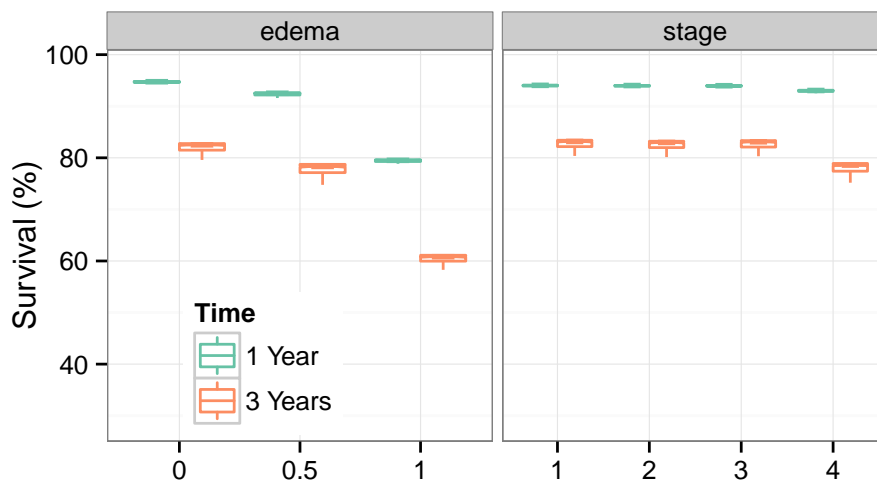 edema
stage
Survival (%)
100
80
60
40
Time
1 Year
3 Years
0
0.5
1
1
2
3
4